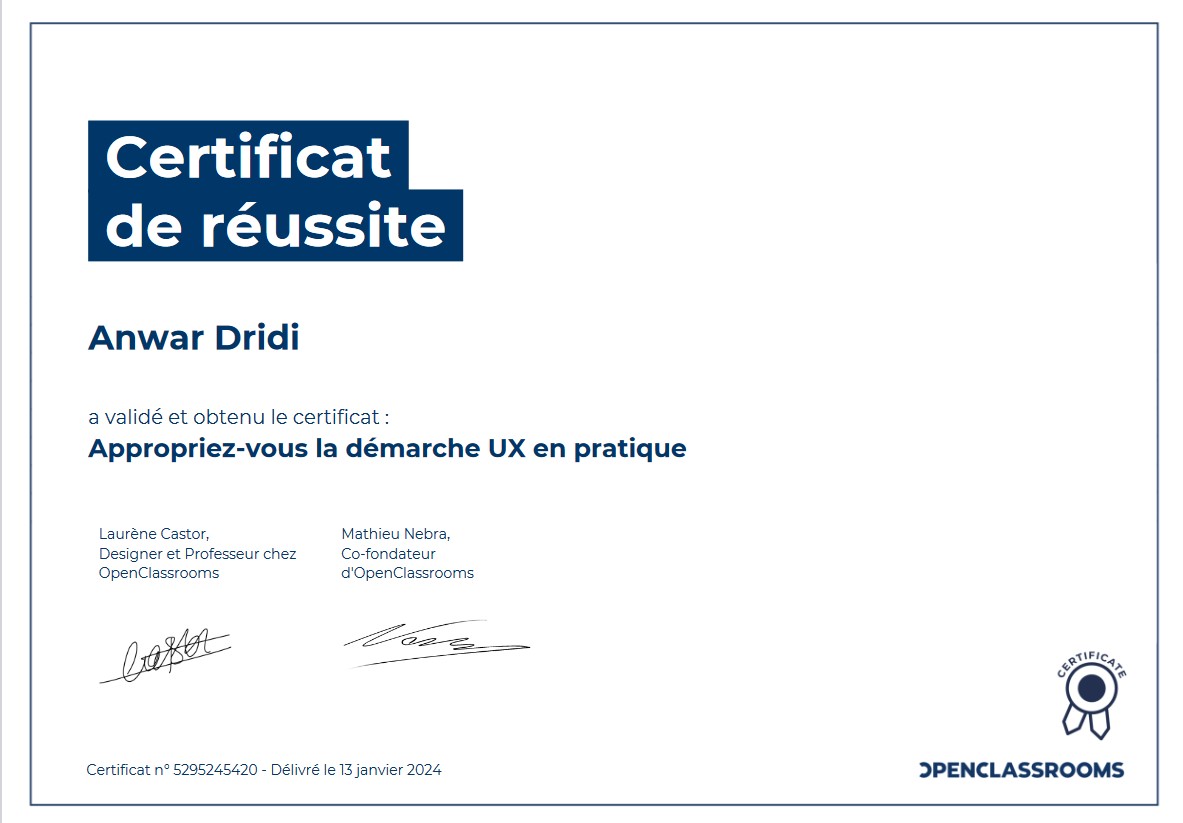 Certificat
de réussite
Anwar Dridi
a validé et obtenu le certificat :
Appropriez-vous la démarche UX en pratique
Laurène Castor,
Designer et Professeur chez
OpenClassrooms
Mathieu Nebra,
Co-fondateur
d'OpenClassrooms
CERTIFICATE
Certificat n° 5295245420 - Délivré le 13 janvier 2024
OPENCLASSROOMS